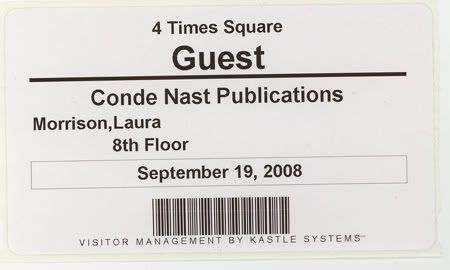 4 Times Square
Guest
Conde Nast Publications
Morrison,Laura
8th Floor
September 19, 2008
VISITOR MANAGEMENT BY KASTLE SYSTEMS